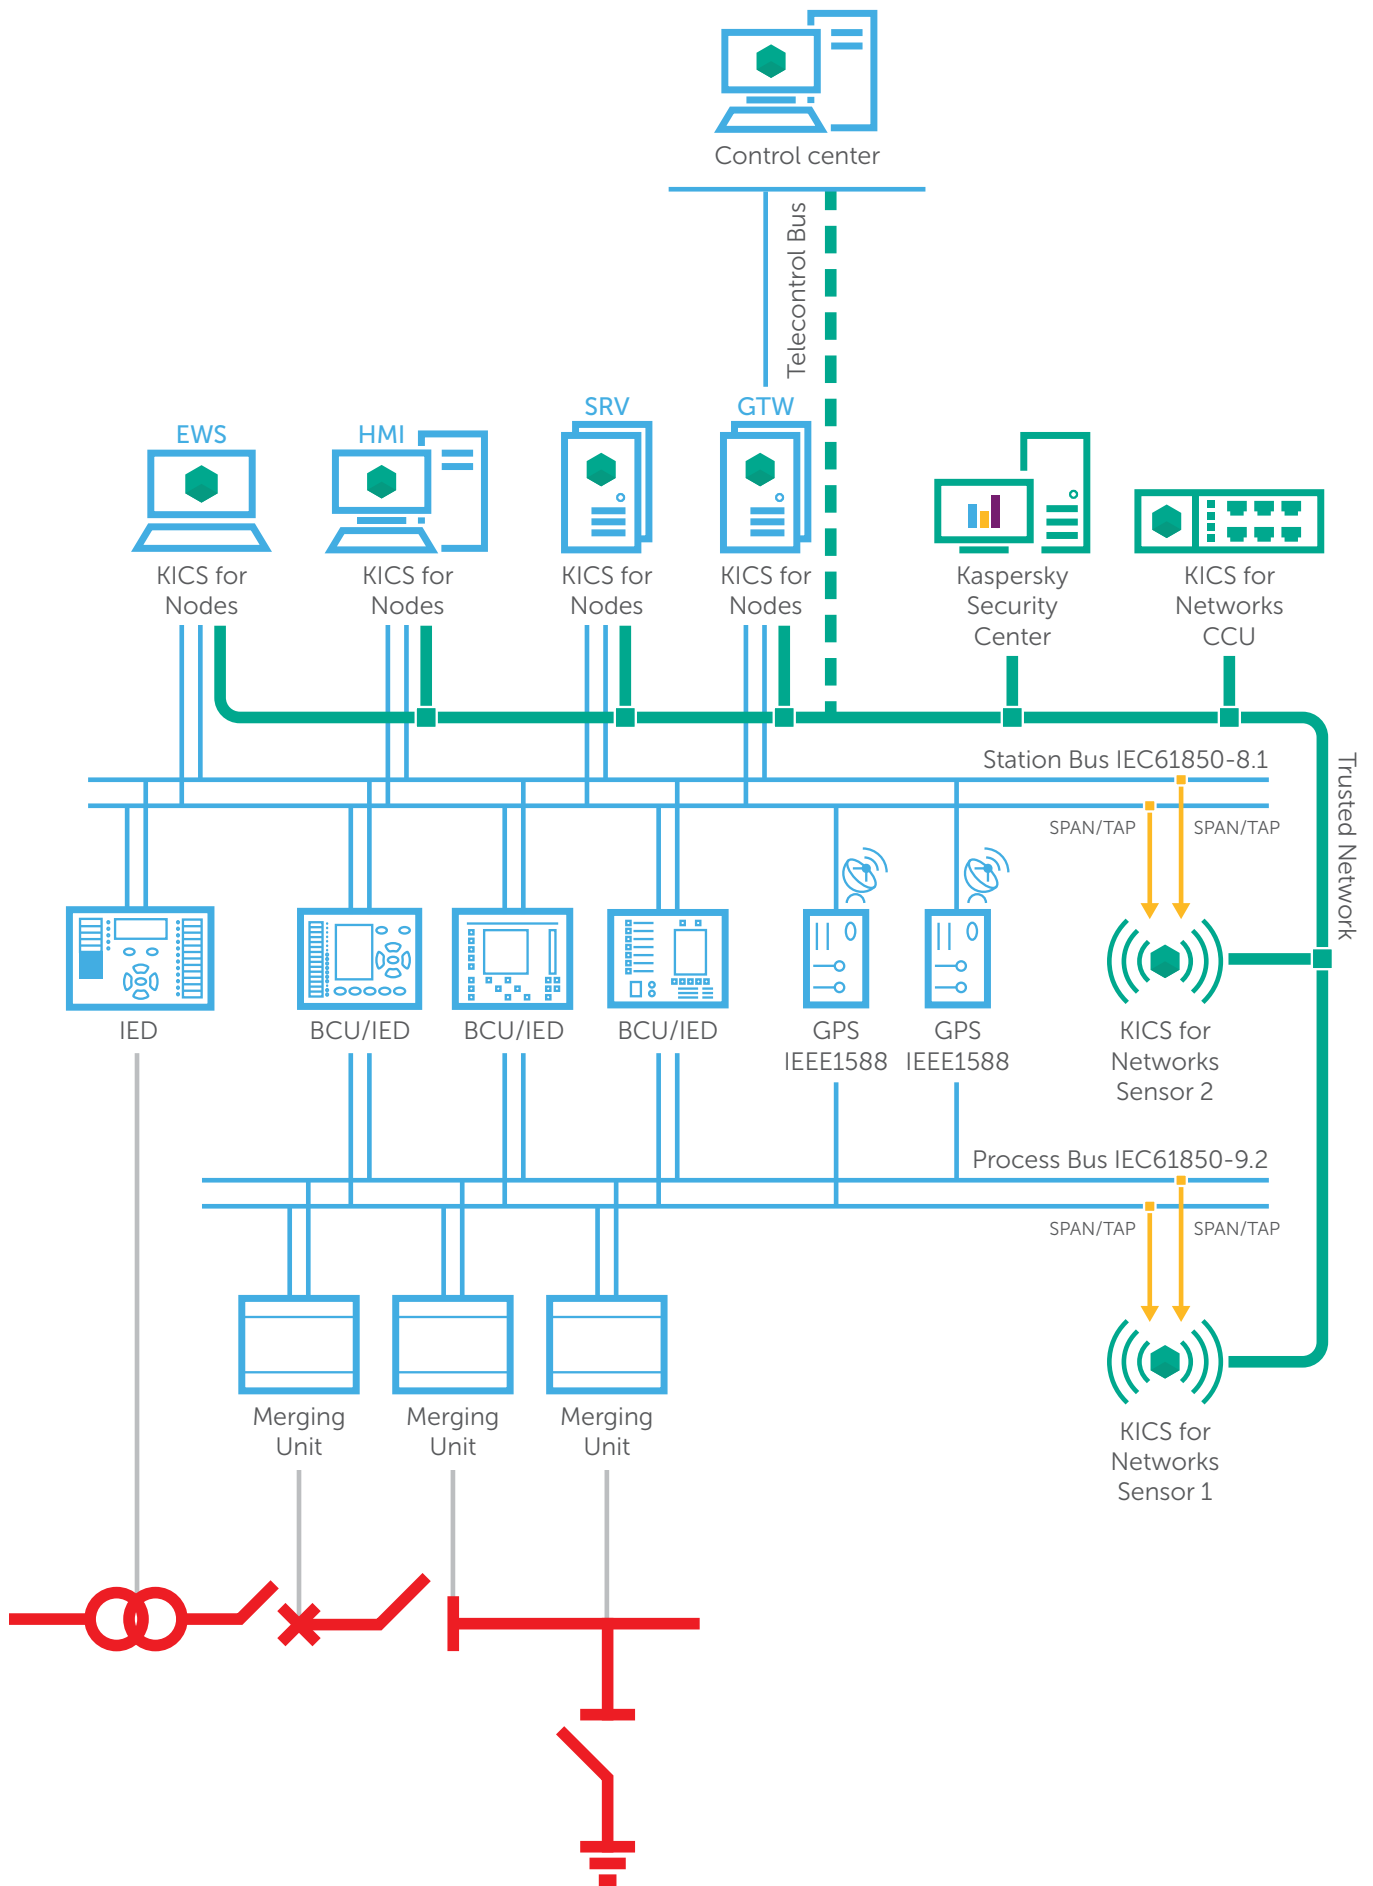 Control center
Telecontrol Bus
EWS
HMI
SRV
GTW
KICS for
Nodes
KICS for
Nodes
KICS for
Nodes
KICS for
Nodes
Kaspersky
Security
Center
KICS for
Networks
CCU
Station Bus IEC61850-8.1
Trusted Network
SPAN/TAP
SPAN/TAP
IED
BCU/IED
BCU/IED
BCU/IED
GPS
IEEE1588
GPS
IEEE1588
KICS for
Networks
Sensor 2
Process Bus IEC61850-9.2
SPAN/TAP
SPAN/TAP
Merging
Unit
Merging
Unit
Merging
Unit
KICS for
Networks
Sensor 1